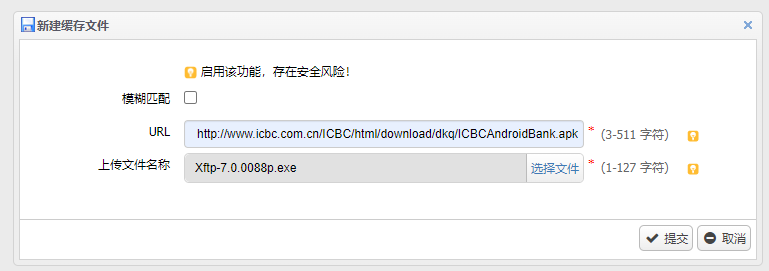 新建缓存文件
启用该功能，存在安全风险！
模糊匹配
URL http://www.icbc.com.cn/ICBC/html/download/dkq/ICBCAndroidBank.apk * (3-511 字符)
上传文件名称 Xftp-7.0.0088p.exe 选择文件 * (1-127 字符)
提交 取消